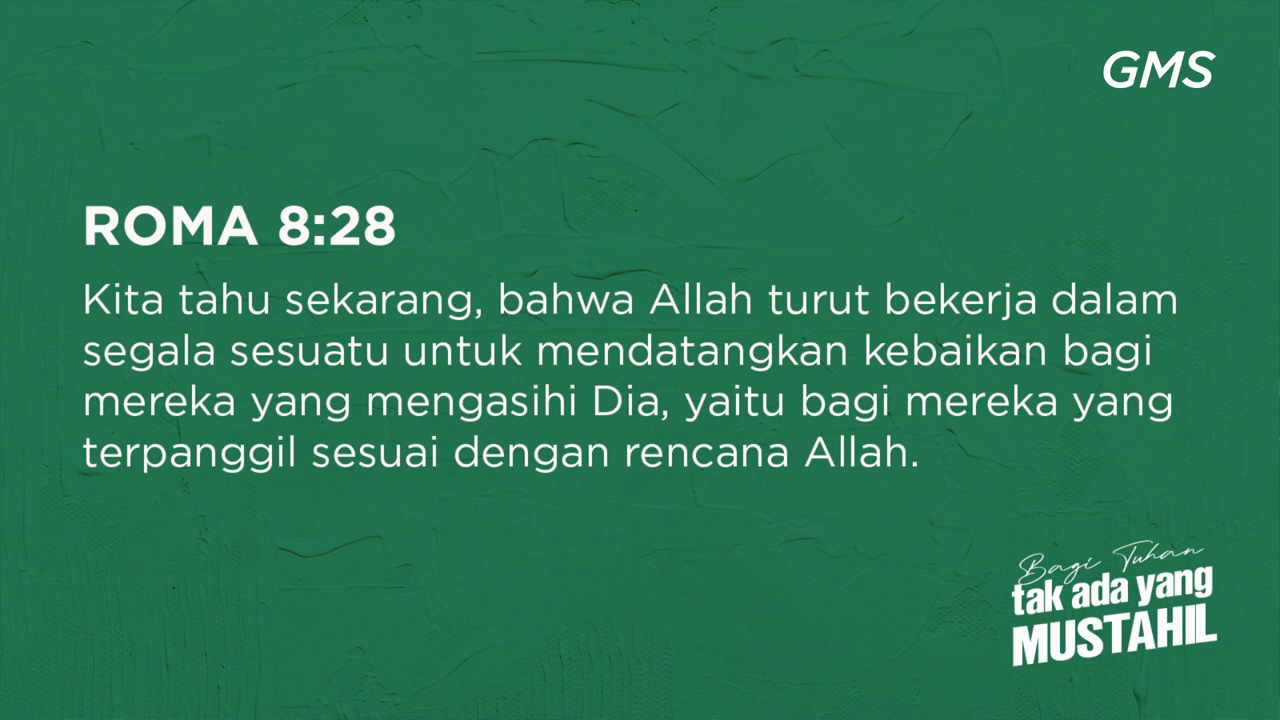 GMS
ROMA 8:28
Kita tahu sekarang, bahwa Allah turut bekerja dalam
segala sesuatu untuk mendatangkan kebaikan bagi
mereka yang mengasihi Dia, yaitu bagi mereka yang
terpanggil sesuai dengan rencana Allah.
Bagi Tuhan
tak ada yang
MUSTAHIL